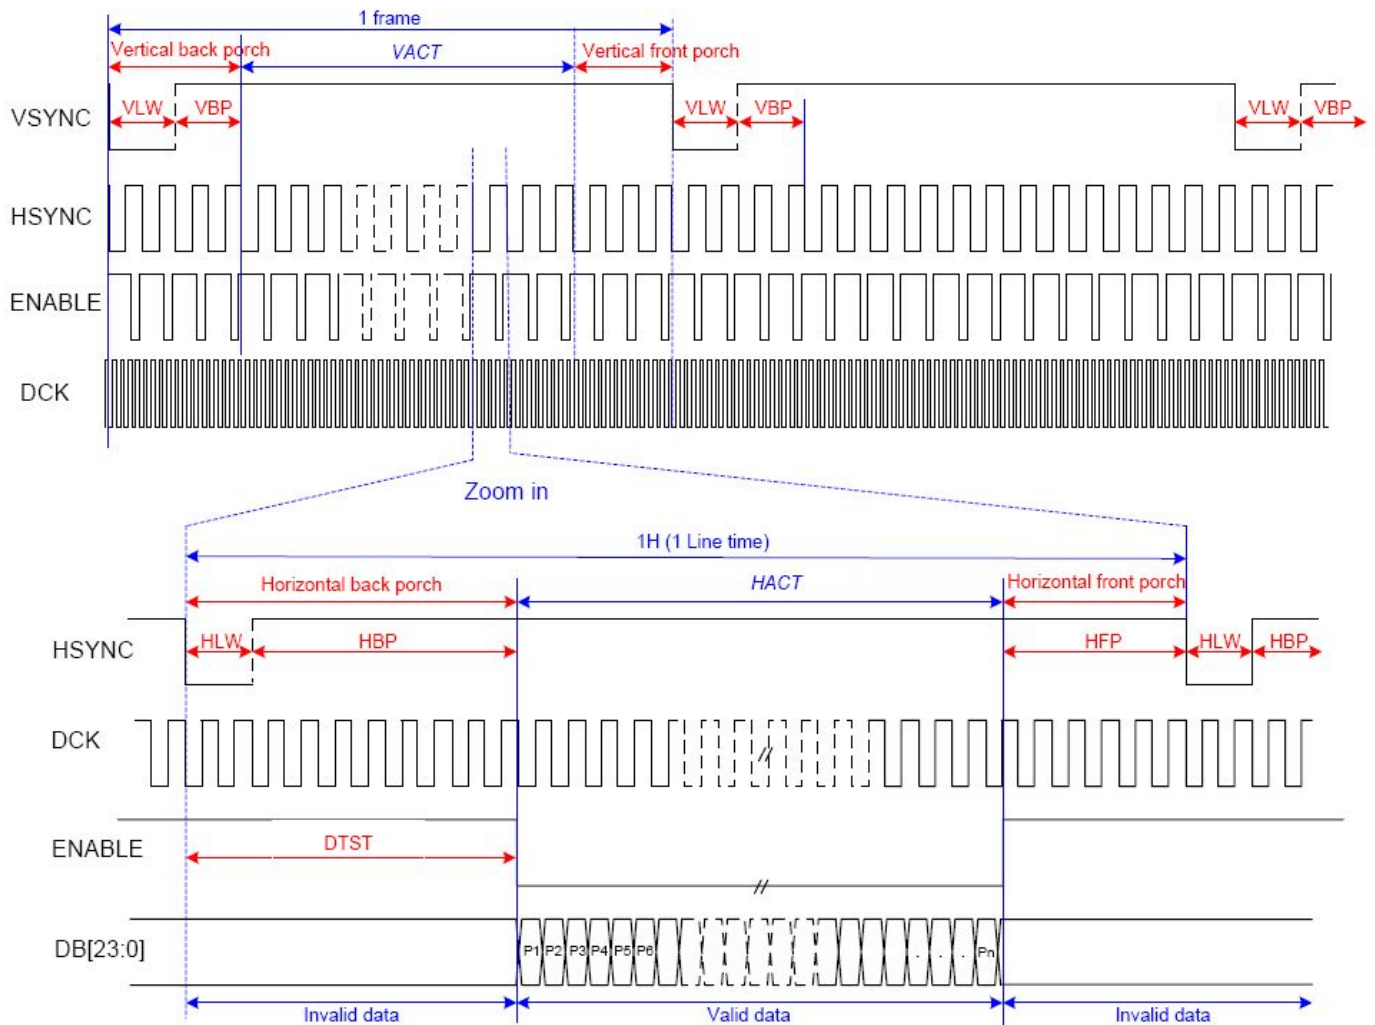 1 frame
Vertical back porch VACT Vertical front porch
VSYNC VLW VBP VLW VBP VLW VBP
HSYNC
ENABLE
DCK
Zoom in
1H (1 Line time)
Horizontal back porch HACT Horizontal front porch
HSYNC HLW HBP HFP HLW HBP
DCK //
ENABLE DTST
//
DB[23:0] P1 P2 P3 P4 P5 P6 . . . Pn
Invalid data Valid data Invalid data